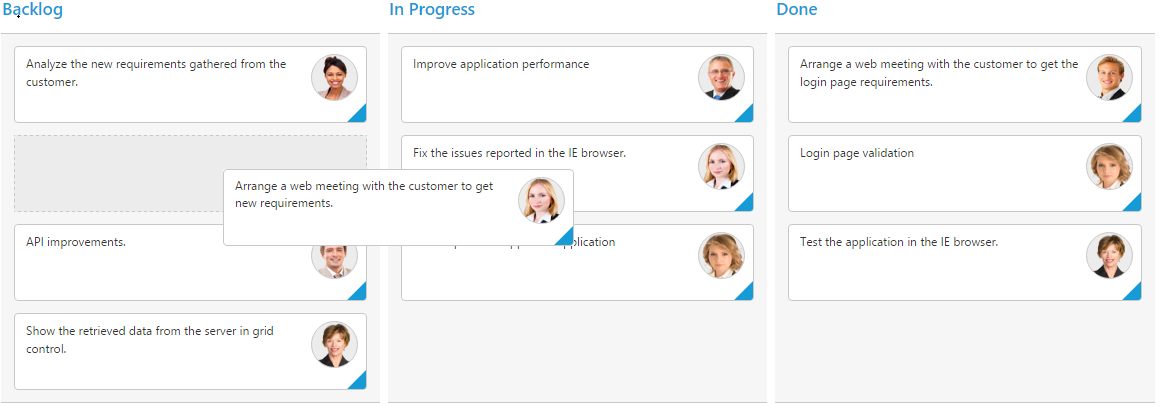 Backlog
In Progress
Done
Analyze the new requirements gathered from the
customer.
Improve application performance
Arrange a web meeting with the customer to get the
login page requirements.
Fix the issues reported in the IE browser.
Login page validation
Arrange a web meeting with the customer to get
new requirements.
API improvements.
application
Test the application in the IE browser.
Show the retrieved data from the server in grid
control.